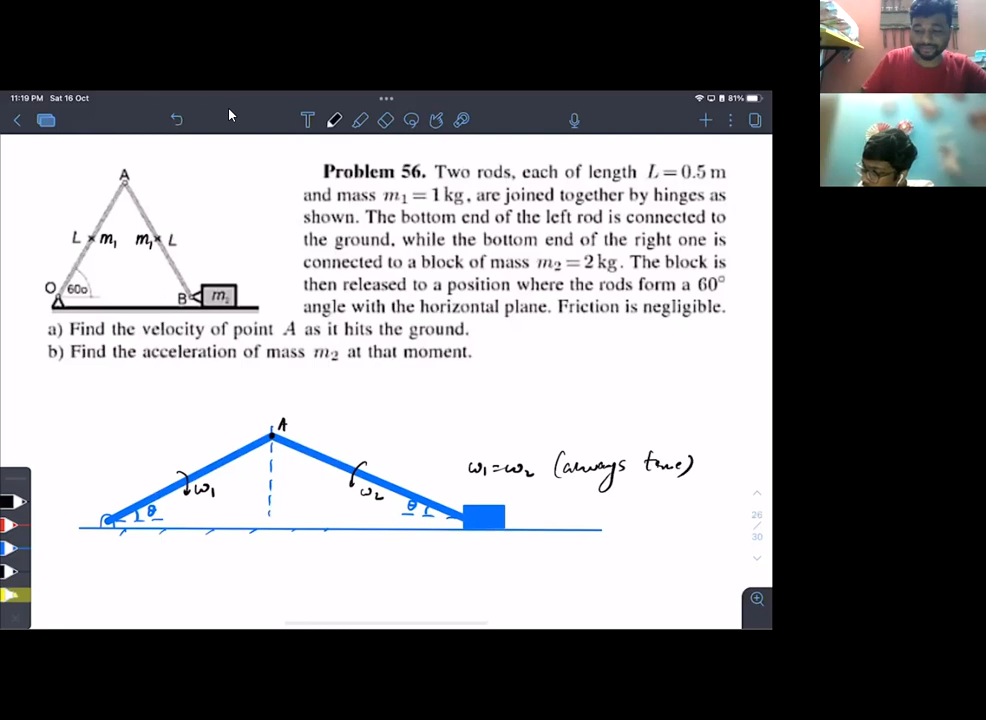 11:19 PM Sat 16 Oct
81%
Problem 56. Two rods, each of length L = 0.5 m
and mass m₁ = 1 kg, are joined together by hinges as
shown. The bottom end of the left rod is connected to
the ground, while the bottom end of the right one is
connected to a block of mass m₂ = 2 kg. The block is
then released to a position where the rods form a 60°
angle with the horizontal plane. Friction is negligible.
A
L m₁ m₁ L
O 60o B m₂
a) Find the velocity of point A as it hits the ground.
b) Find the acceleration of mass m₂ at that moment.
A
ω₁ = ω₂ (always true)
ω₁ ω₂
θ θ
26
/
30